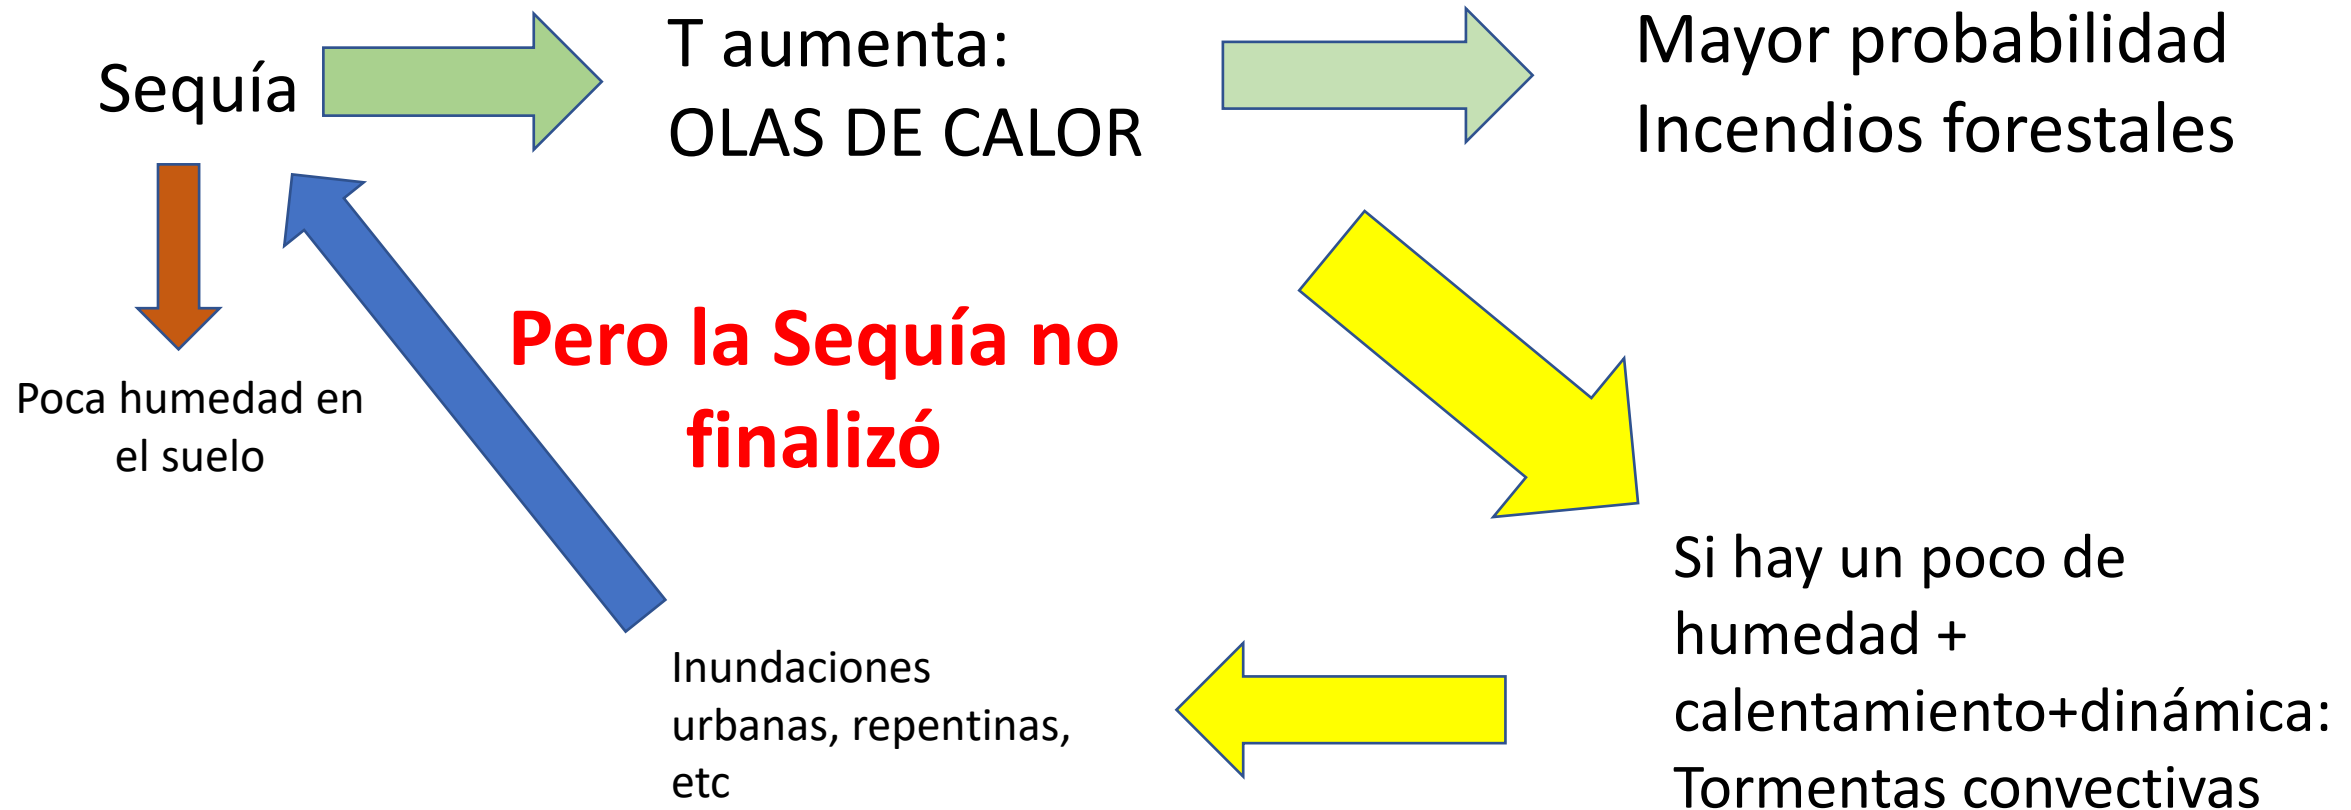 Sequía
T aumenta:
OLAS DE CALOR
Mayor probabilidad
Incendios forestales
Pero la Sequía no
finalizó
Poca humedad en
el suelo
Si hay un poco de
humedad +
calentamiento+dinámica:
Tormentas convectivas
Inundaciones
urbanas, repentinas,
etc